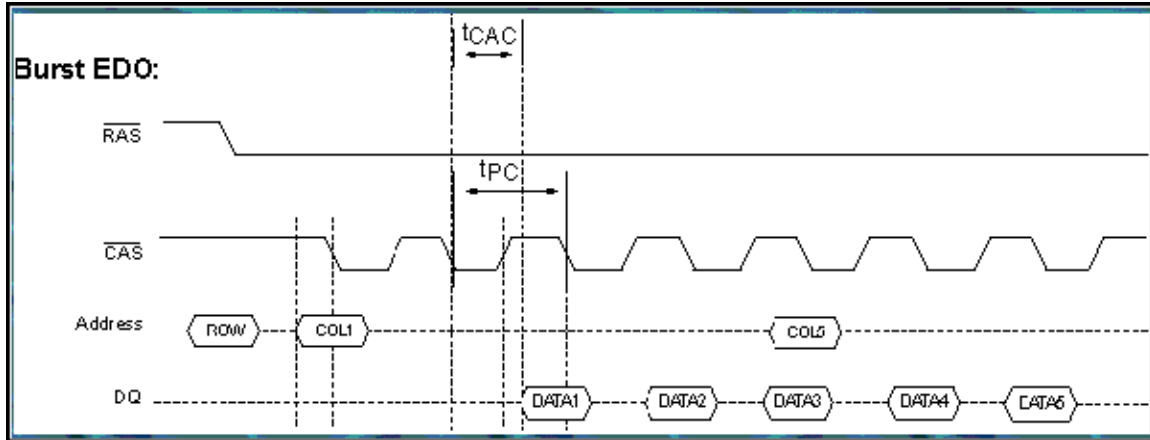 tCAC
Burst EDO:
RAS
tPC
CAS
Address ROW COL1 COL5
DQ DATA1 DATA2 DATA3 DATA4 DATA5